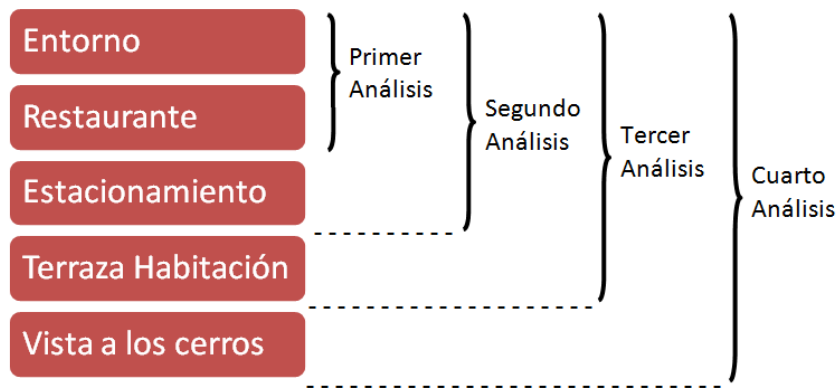 Entorno
Restaurante
Estacionamiento
Terraza Habitación
Vista a los cerros
Primer
Análisis
Segundo
Análisis
Tercer
Análisis
Cuarto
Análisis